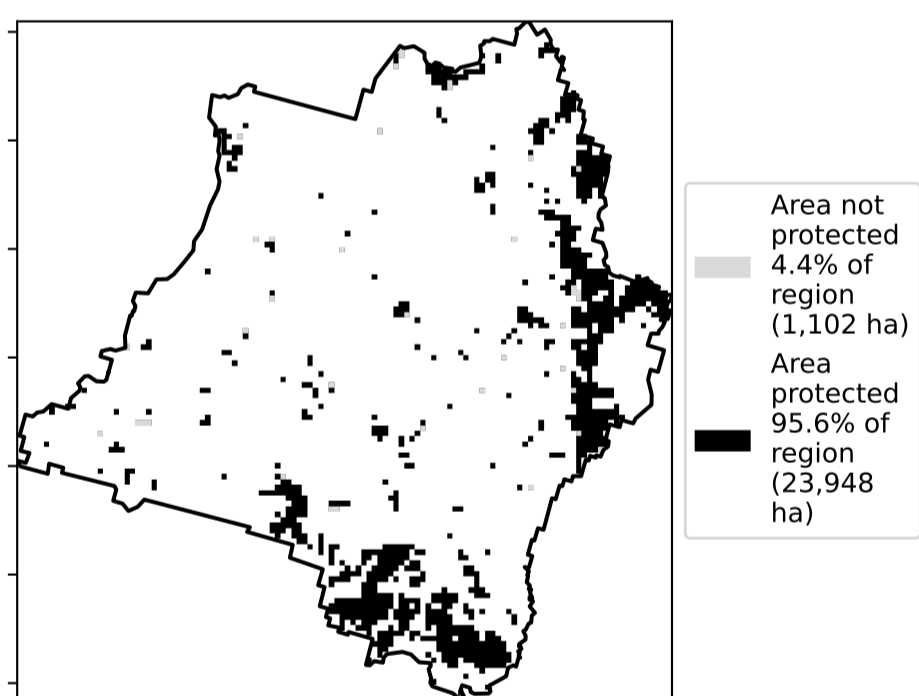 Area not
protected
4.4% of
region
(1,102 ha)
Area
protected
95.6% of
region
(23,948
ha)